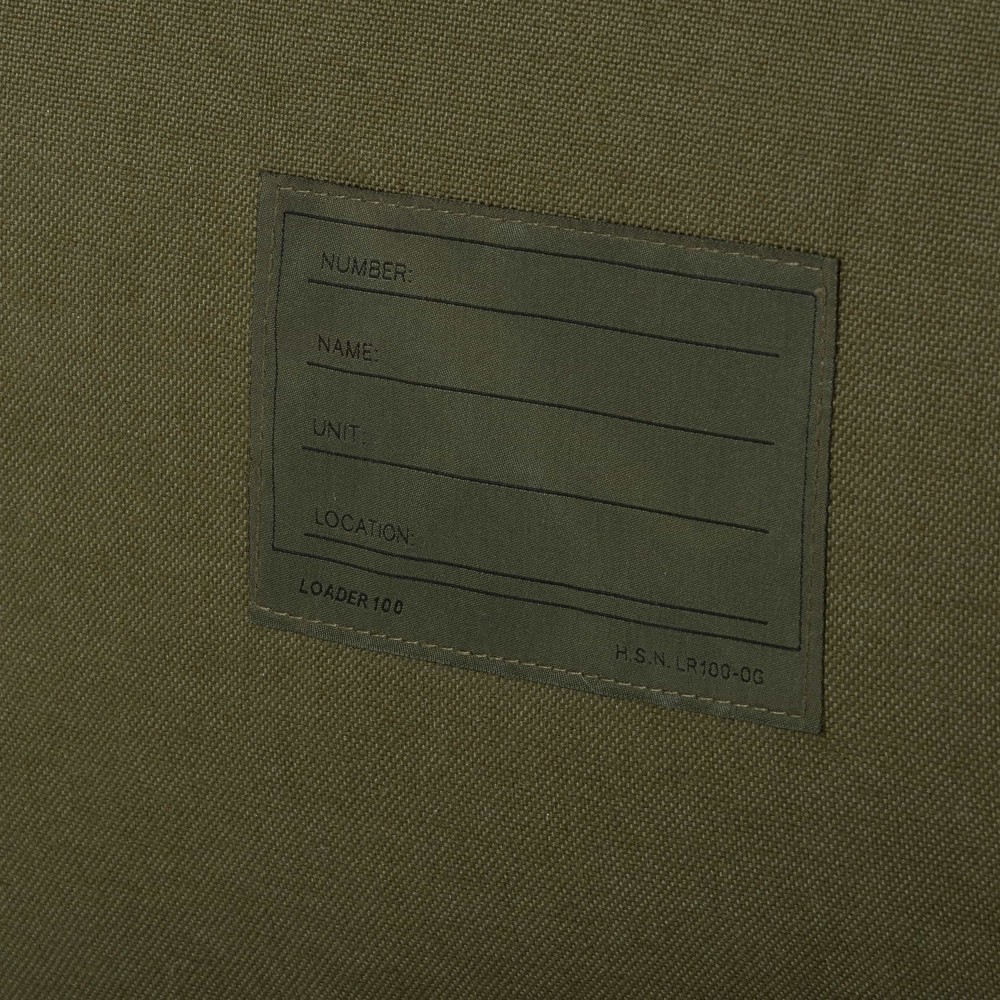 NUMBER:
NAME:
UNIT:
LOCATION:
LOADER 100
H.S.N. LR100-OG